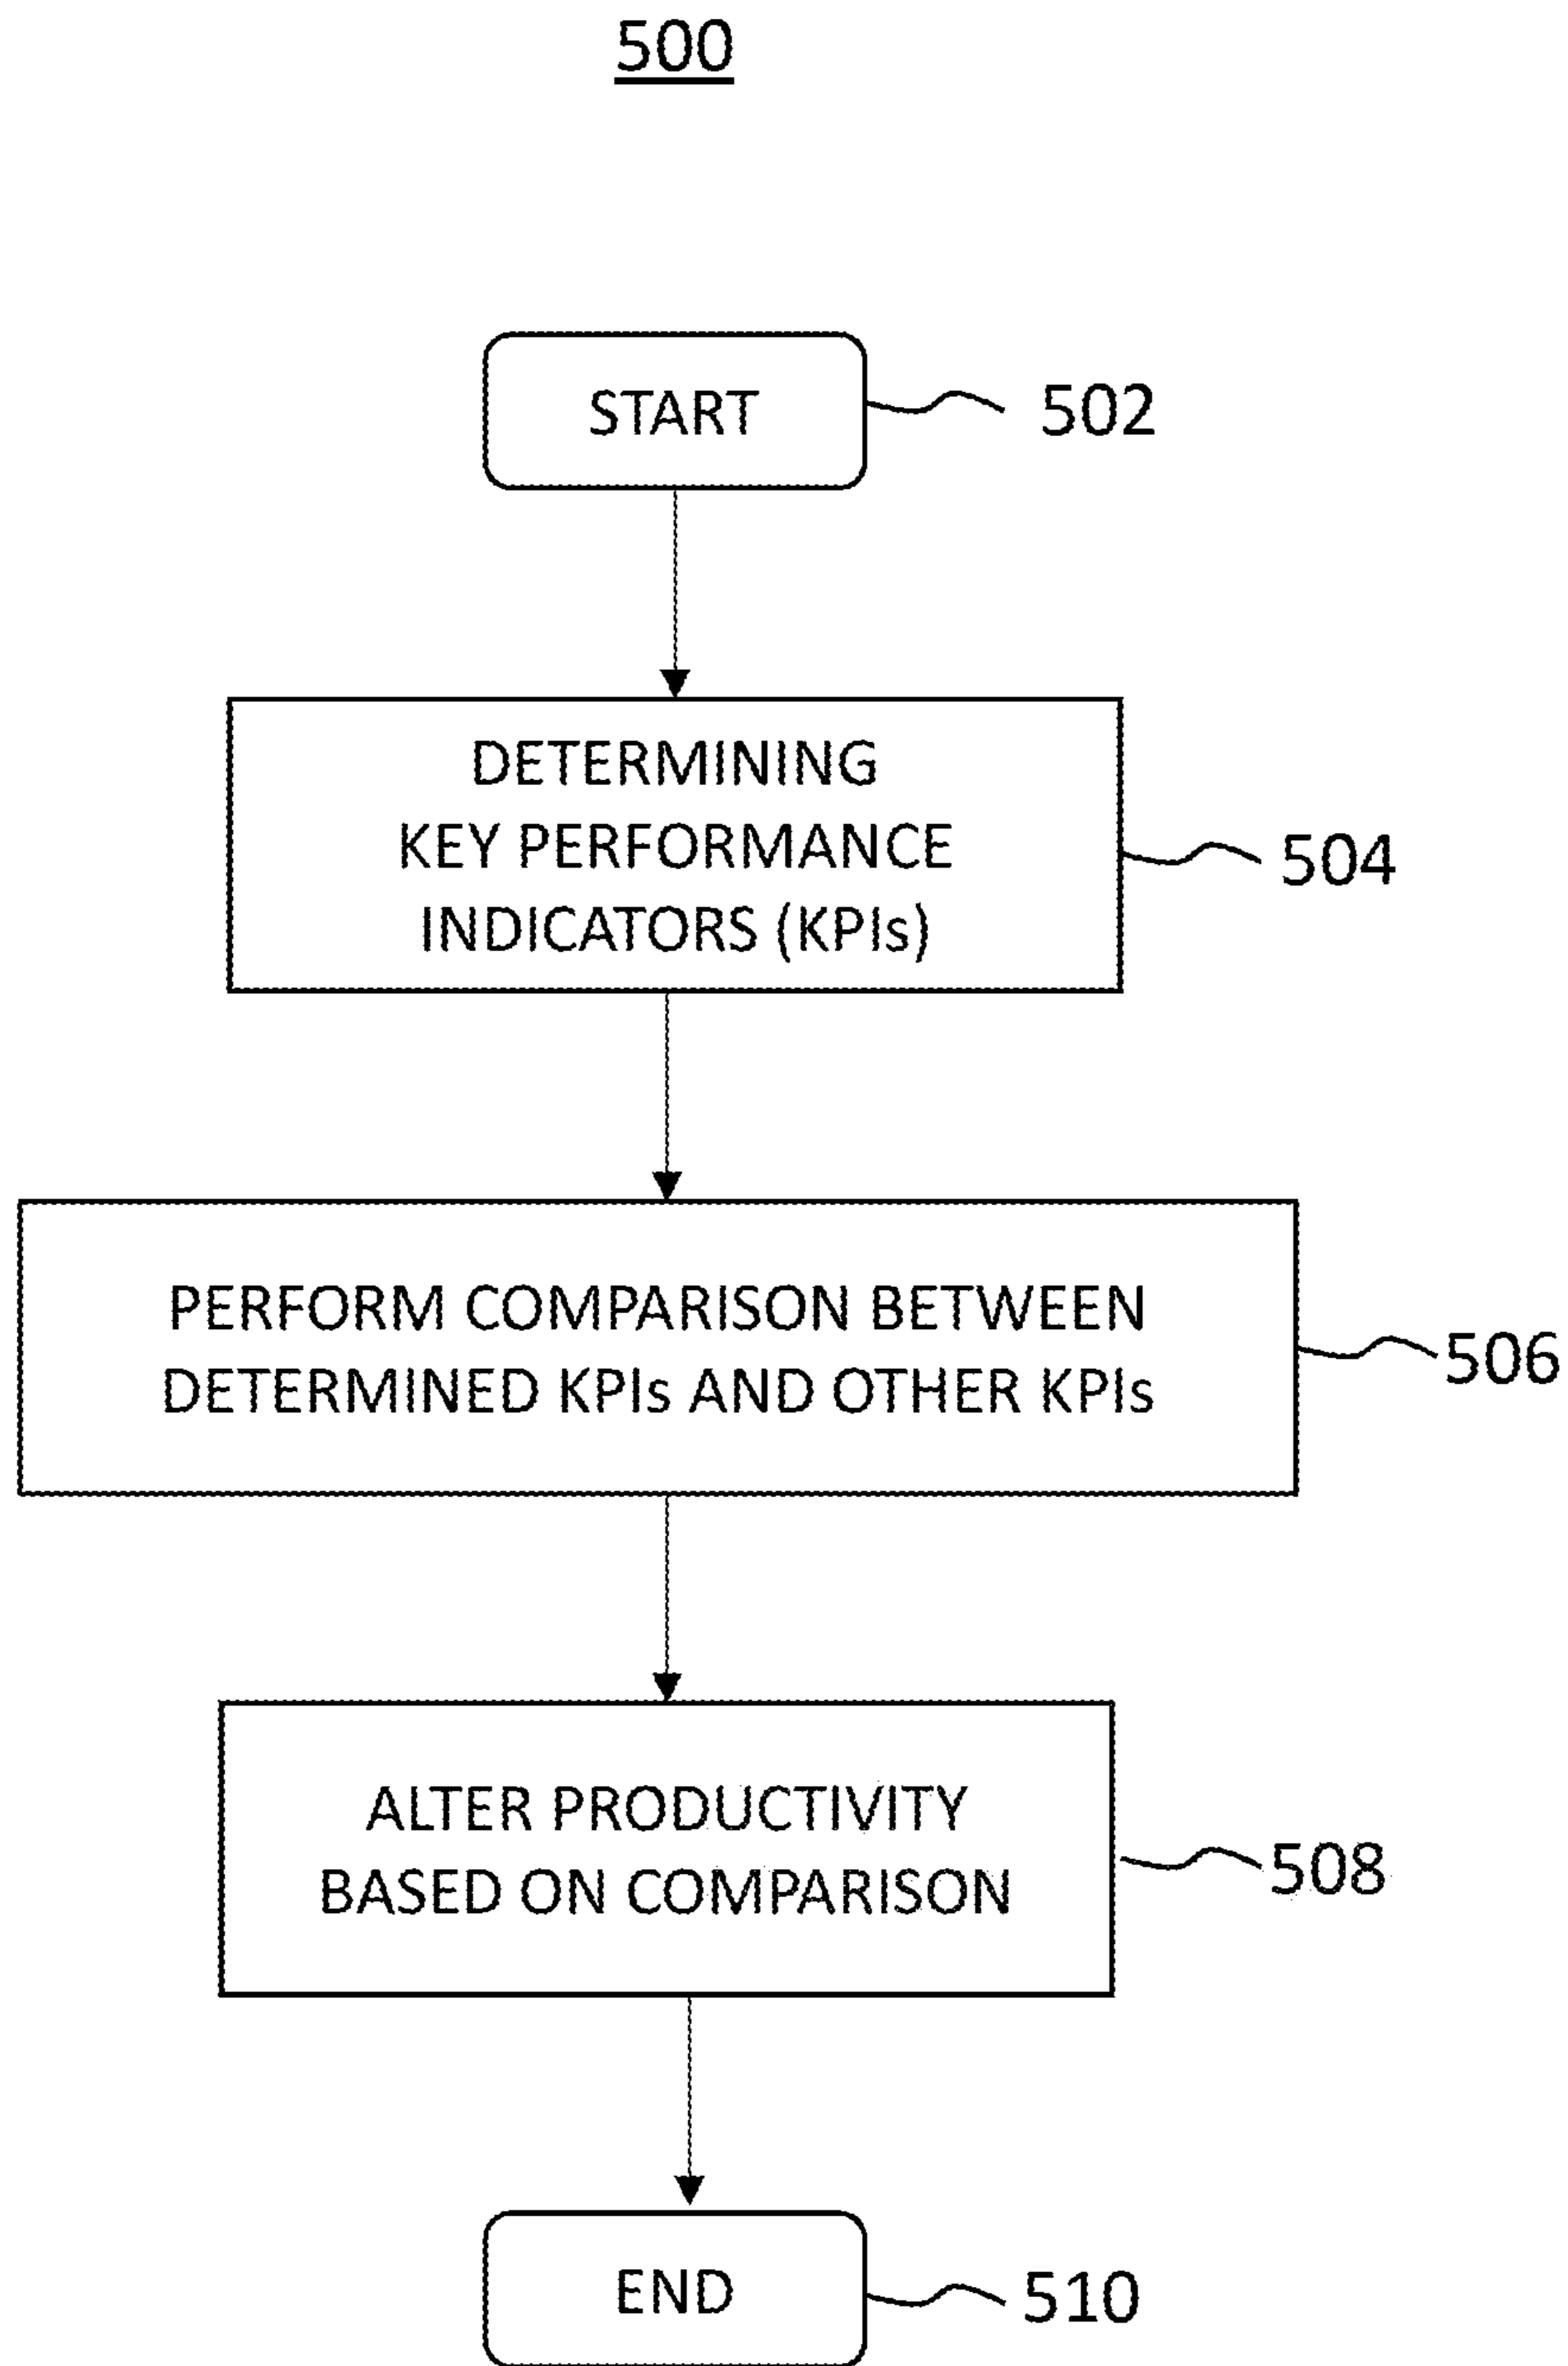 500
START
502
DETERMINING
KEY PERFORMANCE
INDICATORS (KPIs)
504
PERFORM COMPARISON BETWEEN
DETERMINED KPIs AND OTHER KPIs
506
ALTER PRODUCTIVITY
BASED ON COMPARISON
508
END
510